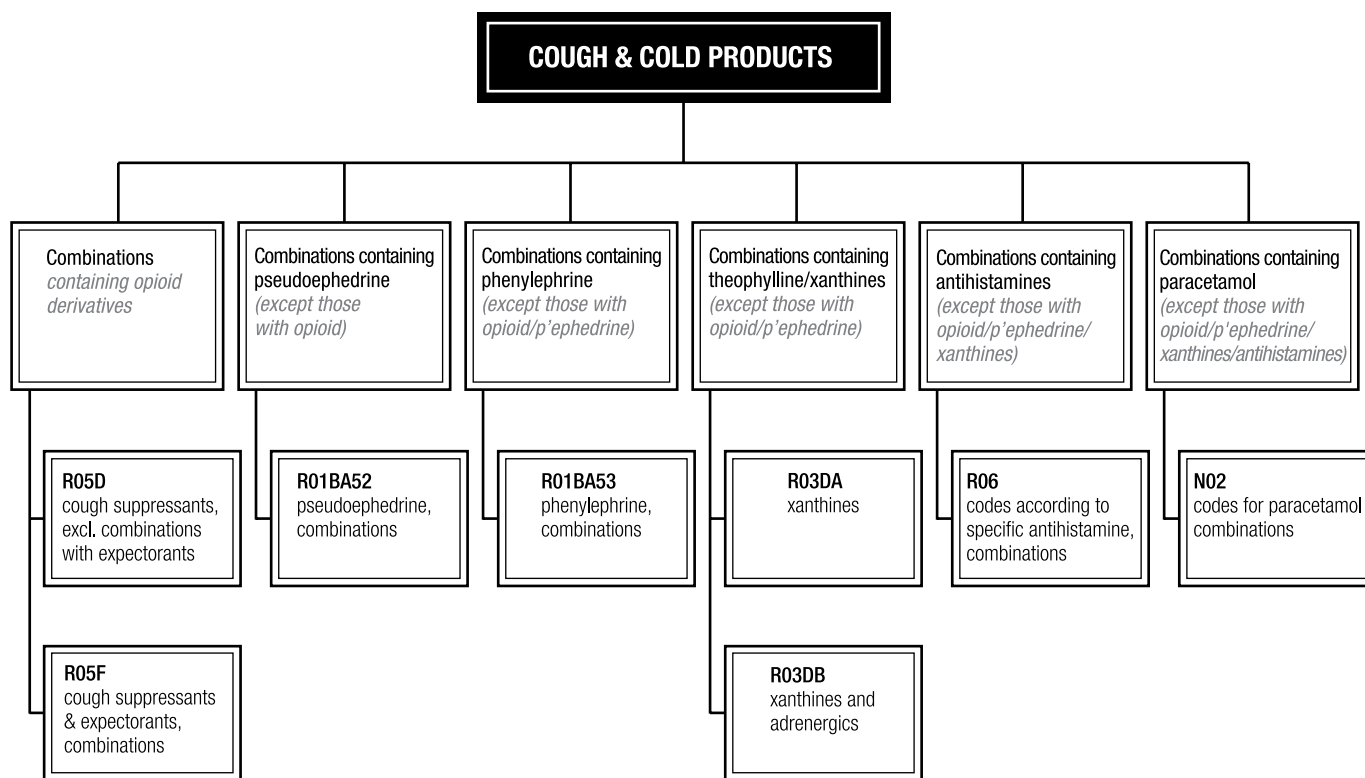 COUGH & COLD PRODUCTS
Combinations
containing opioid
derivatives
Combinations containing
pseudoephedrine
(except those
with opioid)
Combinations containing
phenylephrine
(except those with
opioid/p’ephedrine)
Combinations containing
theophylline/xanthines
(except those with
opioid/p’ephedrine)
Combinations containing
antihistamines
(except those with
opioid/p’ephedrine/
xanthines)
Combinations containing
paracetamol
(except those with
opioid/p'ephedrine/
xanthines/antihistamines)
R05D
cough suppressants,
excl. combinations
with expectorants
R01BA52
pseudoephedrine,
combinations
R01BA53
phenylephrine,
combinations
R03DA
xanthines
R06
codes according to
specific antihistamine,
combinations
N02
codes for paracetamol
combinations
R05F
cough suppressants
& expectorants,
combinations
R03DB
xanthines and
adrenergics